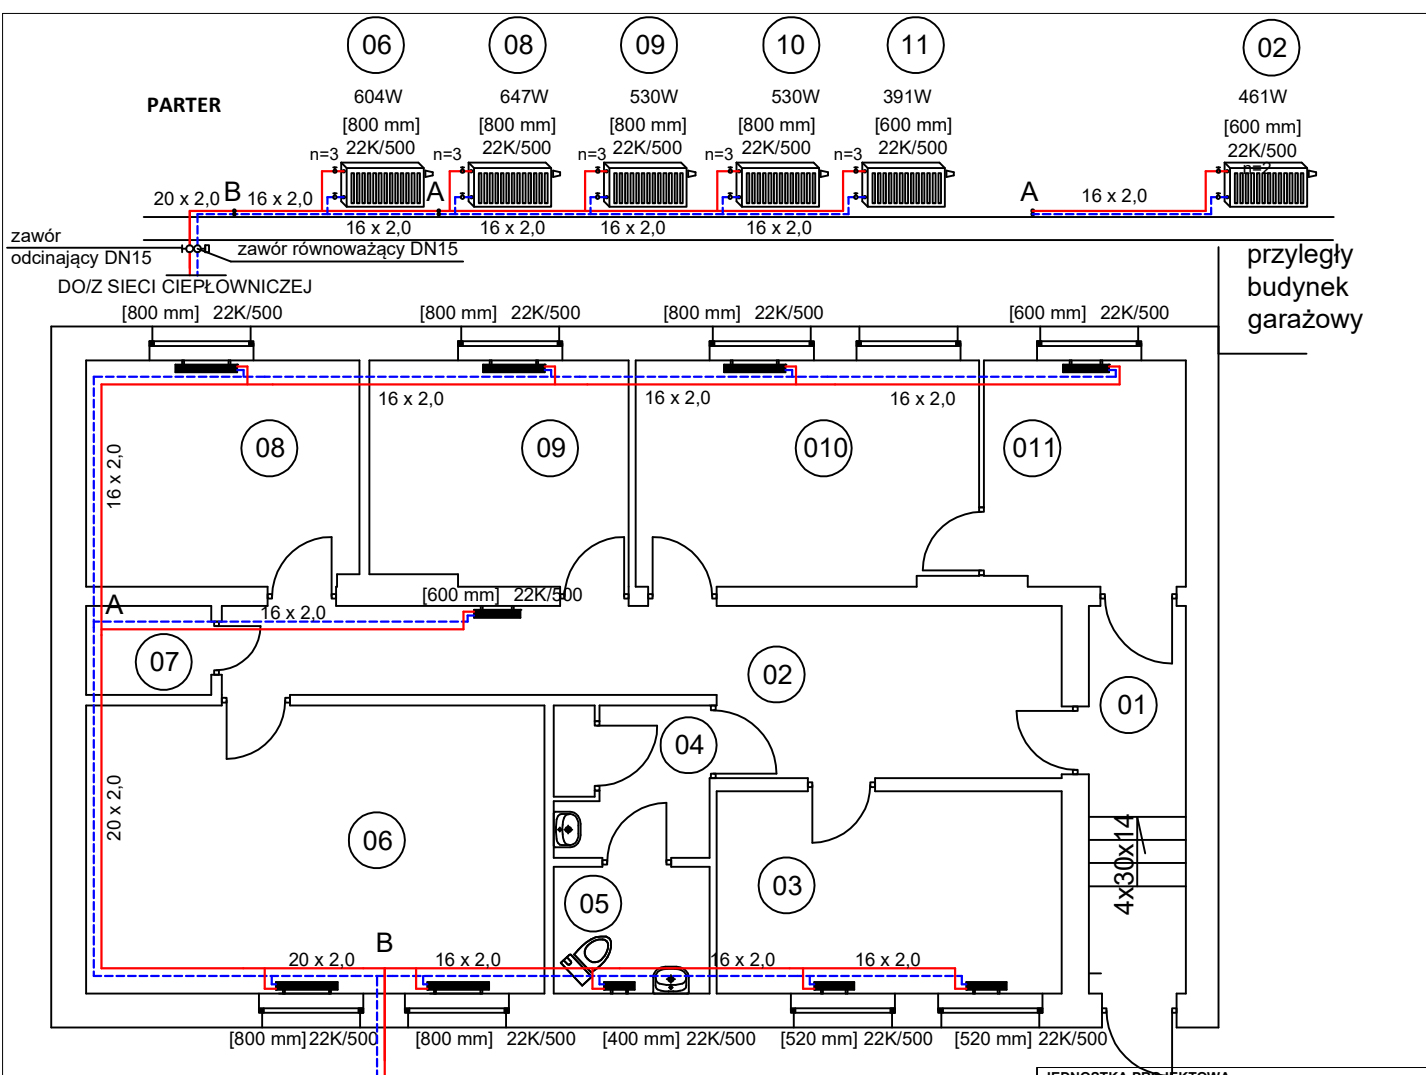 06 08 09 10 11 02
PARTER
604W 647W 530W 530W 391W 461W
[800 mm] [800 mm] [800 mm] [800 mm] [600 mm] [600 mm]
22K/500 22K/500 22K/500 22K/500 22K/500 22K/500
n=3 n=3 n=3 n=3 n=3 n=2
20 x 2,0 B 16 x 2,0 A A 16 x 2,0
16 x 2,0 16 x 2,0 16 x 2,0 16 x 2,0
zawór
odcinający DN15
zawór równoważący DN15
DO/Z SIECI CIEPŁOWNICZEJ
przyległy
budynek
garażowy
[800 mm] 22K/500 [800 mm] 22K/500 [800 mm] 22K/500 [600 mm] 22K/500
16 x 2,0 16 x 2,0 16 x 2,0
08 09 010 011
16 x 2,0
[600 mm] 22K/500
A 16 x 2,0
07 02 01
04
20 x 2,0
06 03 4x30x14
05
B
20 x 2,0 16 x 2,0 16 x 2,0 16 x 2,0
[800 mm] 22K/500 [800 mm] 22K/500 [400 mm] 22K/500 [520 mm] 22K/500 [520 mm] 22K/500
JEDNOSTKA PROJEKTOWA